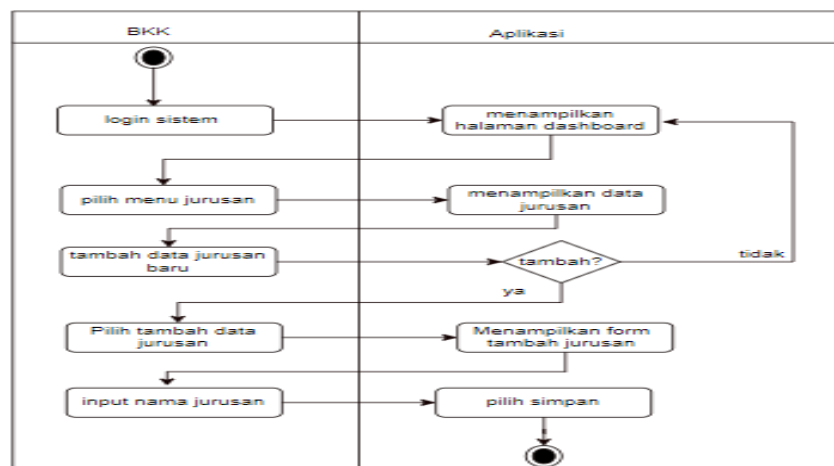 BKK
Aplikasi
login sistem
menampilkan
halaman dashboard
pilih menu jurusan
menampilkan data
jurusan
tambah data jurusan
baru
tambah?
tidak
ya
Pilih tambah data
jurusan
Menampilkan form
tambah jurusan
input nama jurusan
pilih simpan